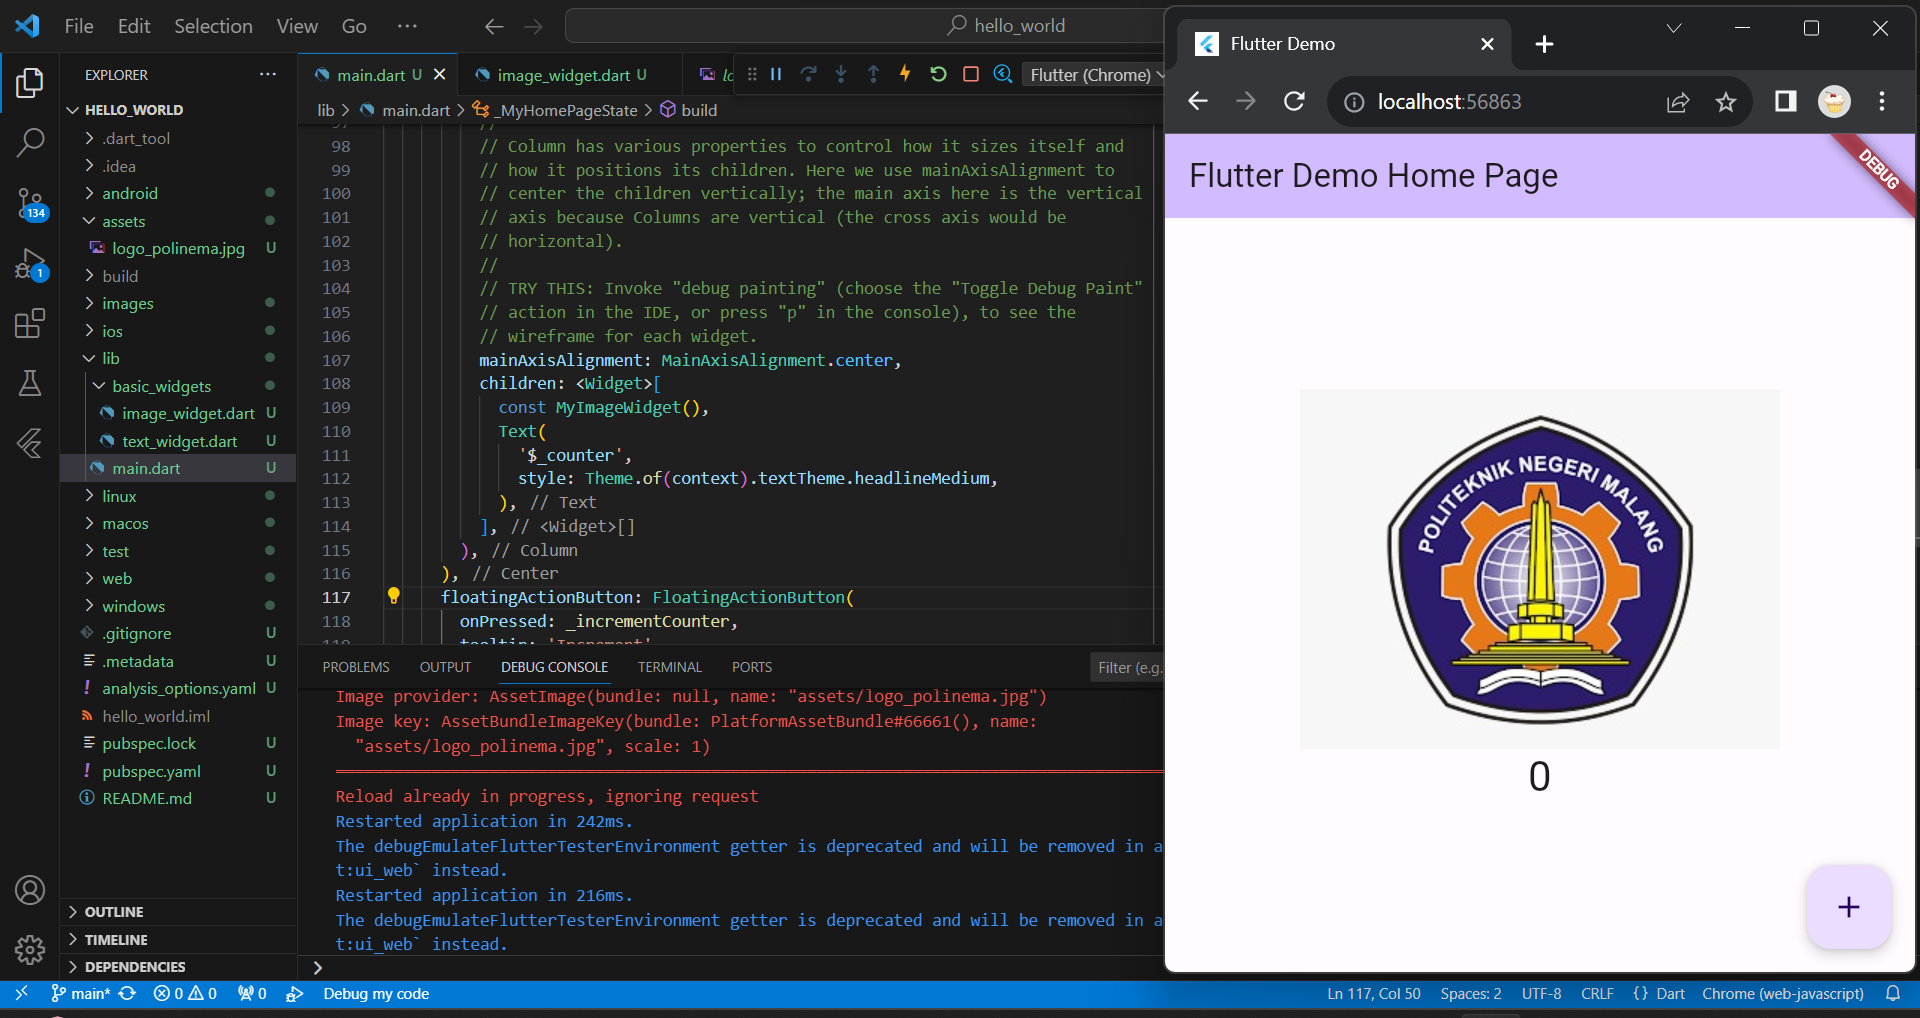 File Edit Selection View Go ··· hello_world
EXPLORER ···
HELLO_WORLD
.dart_tool
.idea
android
assets
logo_polinema.jpg U
build
images
ios
lib
basic_widgets
image_widget.dart U
text_widget.dart U
main.dart U
linux
macos
test
web
windows
.gitignore U
.metadata U
analysis_options.yaml U
hello_world.iml
pubspec.lock U
pubspec.yaml U
README.md U
OUTLINE
TIMELINE
DEPENDENCIES
134
1
main.dart U image_widget.dart U Flutter (Chrome)
lib > main.dart > _MyHomePageState > build
98 // Column has various properties to control how it sizes itself and
99 // how it positions its children. Here we use mainAxisAlignment to
100 // center the children vertically; the main axis here is the vertical
101 // axis because Columns are vertical (the cross axis would be
102 // horizontal).
103 //
104 // TRY THIS: Invoke "debug painting" (choose the "Toggle Debug Paint"
105 // action in the IDE, or press "p" in the console), to see the
106 // wireframe for each widget.
107 mainAxisAlignment: MainAxisAlignment.center,
108 children: <Widget>[
109 const MyImageWidget(),
110 Text(
111 '$_counter',
112 style: Theme.of(context).textTheme.headlineMedium,
113 ), // Text
114 ], // <Widget>[]
115 ), // Column
116 ), // Center
117 floatingActionButton: FloatingActionButton(
118 onPressed: _incrementCounter,
119 tooltip: 'Increment'
PROBLEMS OUTPUT DEBUG CONSOLE TERMINAL PORTS Filter (e.g.
Image provider: AssetImage(bundle: null, name: "assets/logo_polinema.jpg")
Image key: AssetBundleImageKey(bundle: PlatformAssetBundle#66661(), name:
"assets/logo_polinema.jpg", scale: 1)
Reload already in progress, ignoring request
Restarted application in 242ms.
The debugEmulateFlutterTesterEnvironment getter is deprecated and will be removed in a
t:ui_web` instead.
Restarted application in 216ms.
The debugEmulateFlutterTesterEnvironment getter is deprecated and will be removed in a
t:ui_web` instead.
>
main* 0 0 0 Debug my code Ln 117, Col 50 Spaces: 2 UTF-8 CRLF {} Dart Chrome (web-javascript)
Flutter Demo
localhost:56863
Flutter Demo Home Page
DEBUG
POLITEKNIK NEGERI MALANG
0
+